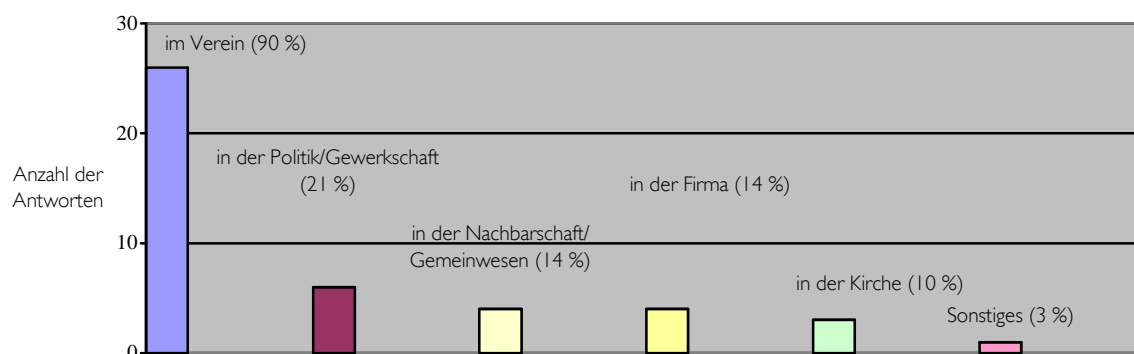 30
im Verein (90 %)
20
in der Politik/Gewerkschaft
(21 %)
in der Firma (14 %)
Anzahl der
Antworten
10
in der Nachbarschaft/
Gemeinwesen (14 %)
in der Kirche (10 %)
Sonstiges (3 %)
0